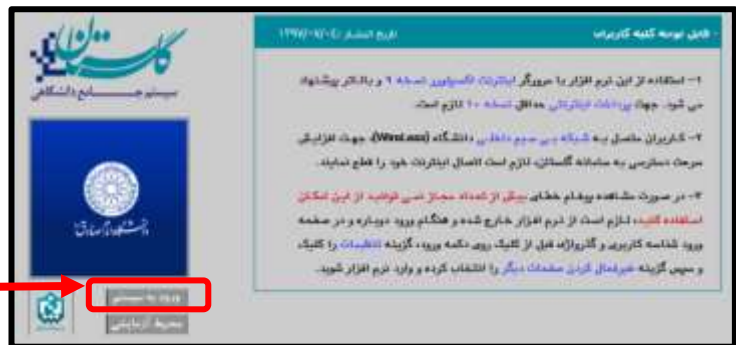 قابل توجه کلیه کاربران
تاریخ انتشار :
۱- استفاده از این نرم افزار با مرورگر اینترنت اکسپلورر نسخه ۹ و بالاتر پیشنهاد
می شود. جهت پرداخت اینترنتی حداقل نسخه ۱۰ لازم است.
۲- کاربران متصل به شبکه بی سیم داخلی دانشگاه (Wireless)، جهت افزایش
سرعت دسترسی به سامانه گلستان، لازم است اتصال اینترنت خود را قطع نمایند.
۳- در صورت مشاهده پیغام خطای بیش از تعداد مجاز نمی توانید از این امکان
استفاده کنید، لازم است از نرم افزار خارج شده و هنگام ورود دوباره و در صفحه
ورود شناسه کاربری و گذرواژه، قبل از کلیک روی دکمه ورود، گزینه تنظیمات را کلیک
و سپس گزینه غیرفعال کردن صفحات دیگر را انتخاب کرده و وارد نرم افزار شوید.
گلستان
سیستم جامع دانشگاهی
دانشگاه امام صادق
ورود به سیستم
محیط آزمایشی